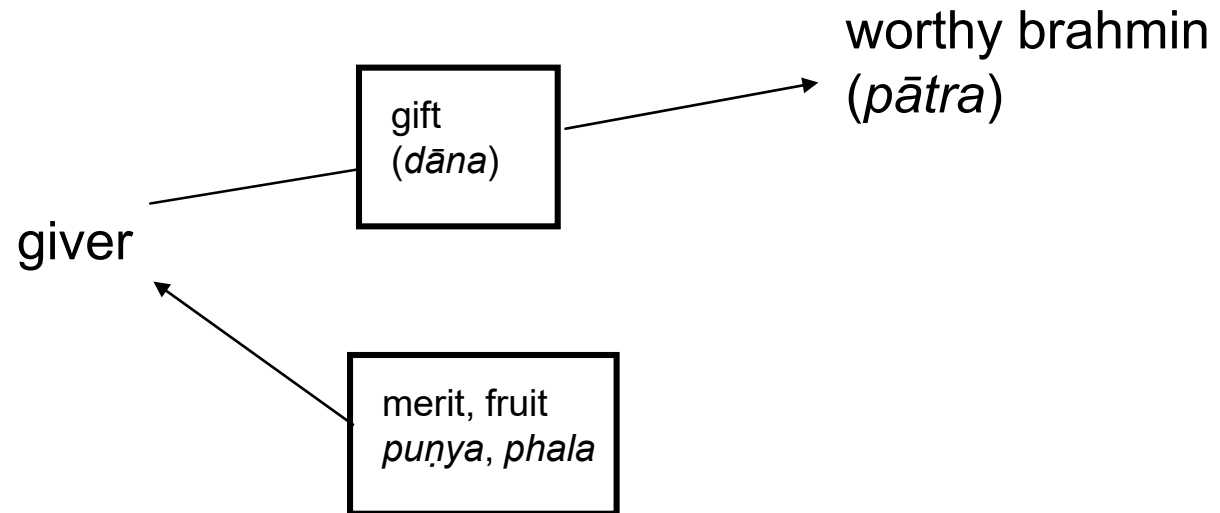 worthy brahmin
(pātra)
gift
(dāna)
giver
merit, fruit
puṇya, phala